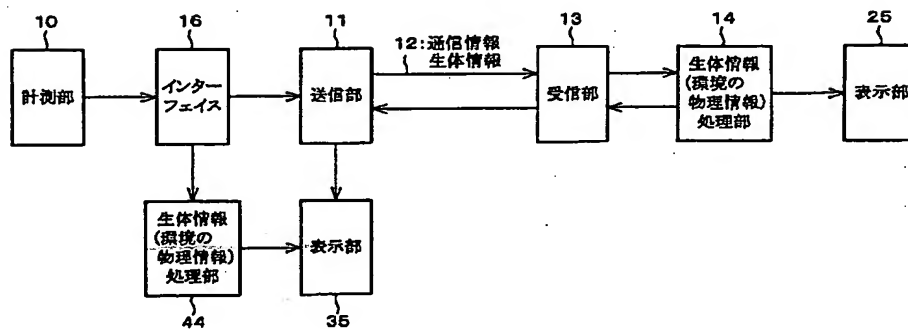 10
16
11
13
14
25
計測部
インター
フェイス
送信部
12:通信情報
生体情報
受信部
生体情報
(環境の
物理情報)
処理部
表示部
生体情報
(環境の
物理情報)
処理部
表示部
44
35